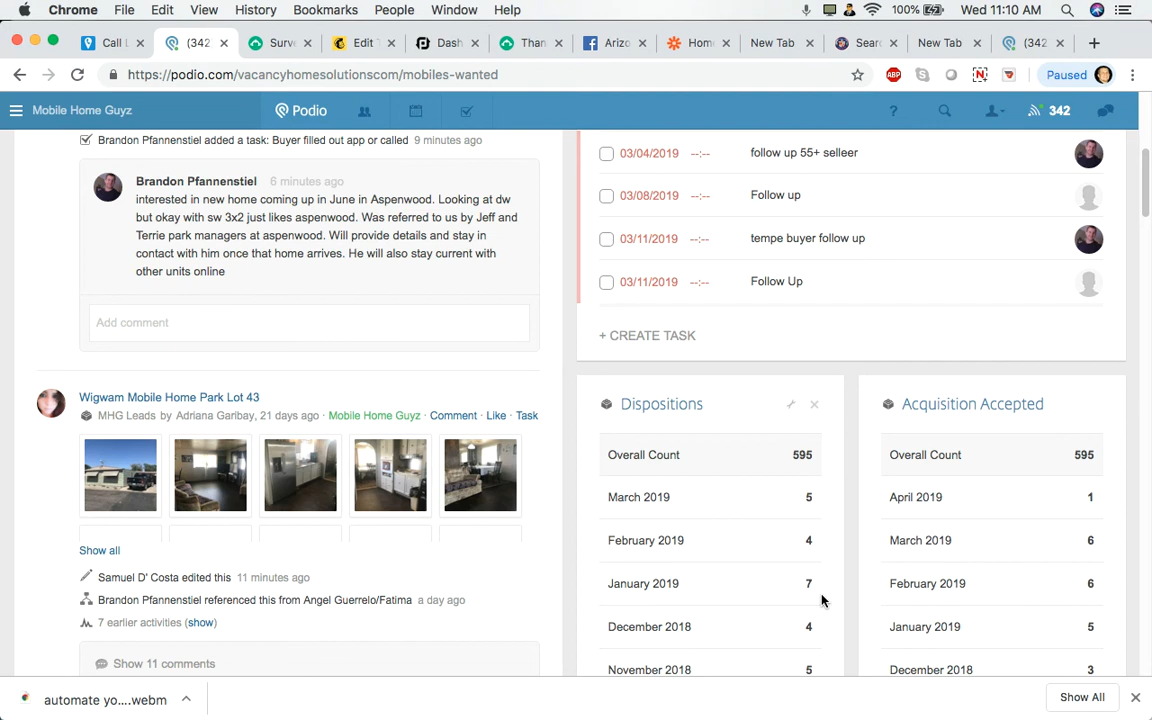 Chrome File Edit View History Bookmarks People Window Help 100% Wed 11:10 AM
Call L × (342 × Surve × Edit T × Dash × Than × Arizo × Home × New Tab × Searc × New Tab × (342 × +
https://podio.com/vacancyhomesolutionscom/mobiles-wanted ABP N Paused
Mobile Home Guyz Podio ? 342
Brandon Pfannenstiel added a task: Buyer filled out app or called 9 minutes ago
Brandon Pfannenstiel 6 minutes ago
interested in new home coming up in June in Aspenwood. Looking at dw
but okay with sw 3x2 just likes aspenwood. Was referred to us by Jeff and
Terrie park managers at aspenwood. Will provide details and stay in
contact with him once that home arrives. He will also stay current with
other units online
Add comment
Wigwam Mobile Home Park Lot 43
MHG Leads by Adriana Garibay, 21 days ago · Mobile Home Guyz · Comment · Like · Task
Show all
Samuel D' Costa edited this 11 minutes ago
Brandon Pfannenstiel referenced this from Angel Guerrelo/Fatima a day ago
7 earlier activities (show)
Show 11 comments
03/04/2019 --:-- follow up 55+ selleer
03/08/2019 --:-- Follow up
03/11/2019 --:-- tempe buyer follow up
03/11/2019 --:-- Follow Up
+ CREATE TASK
Dispositions
Overall Count 595
March 2019 5
February 2019 4
January 2019 7
December 2018 4
November 2018 5
Acquisition Accepted
Overall Count 595
April 2019 1
March 2019 6
February 2019 6
January 2019 5
December 2018 3
automate yo....webm
Show All